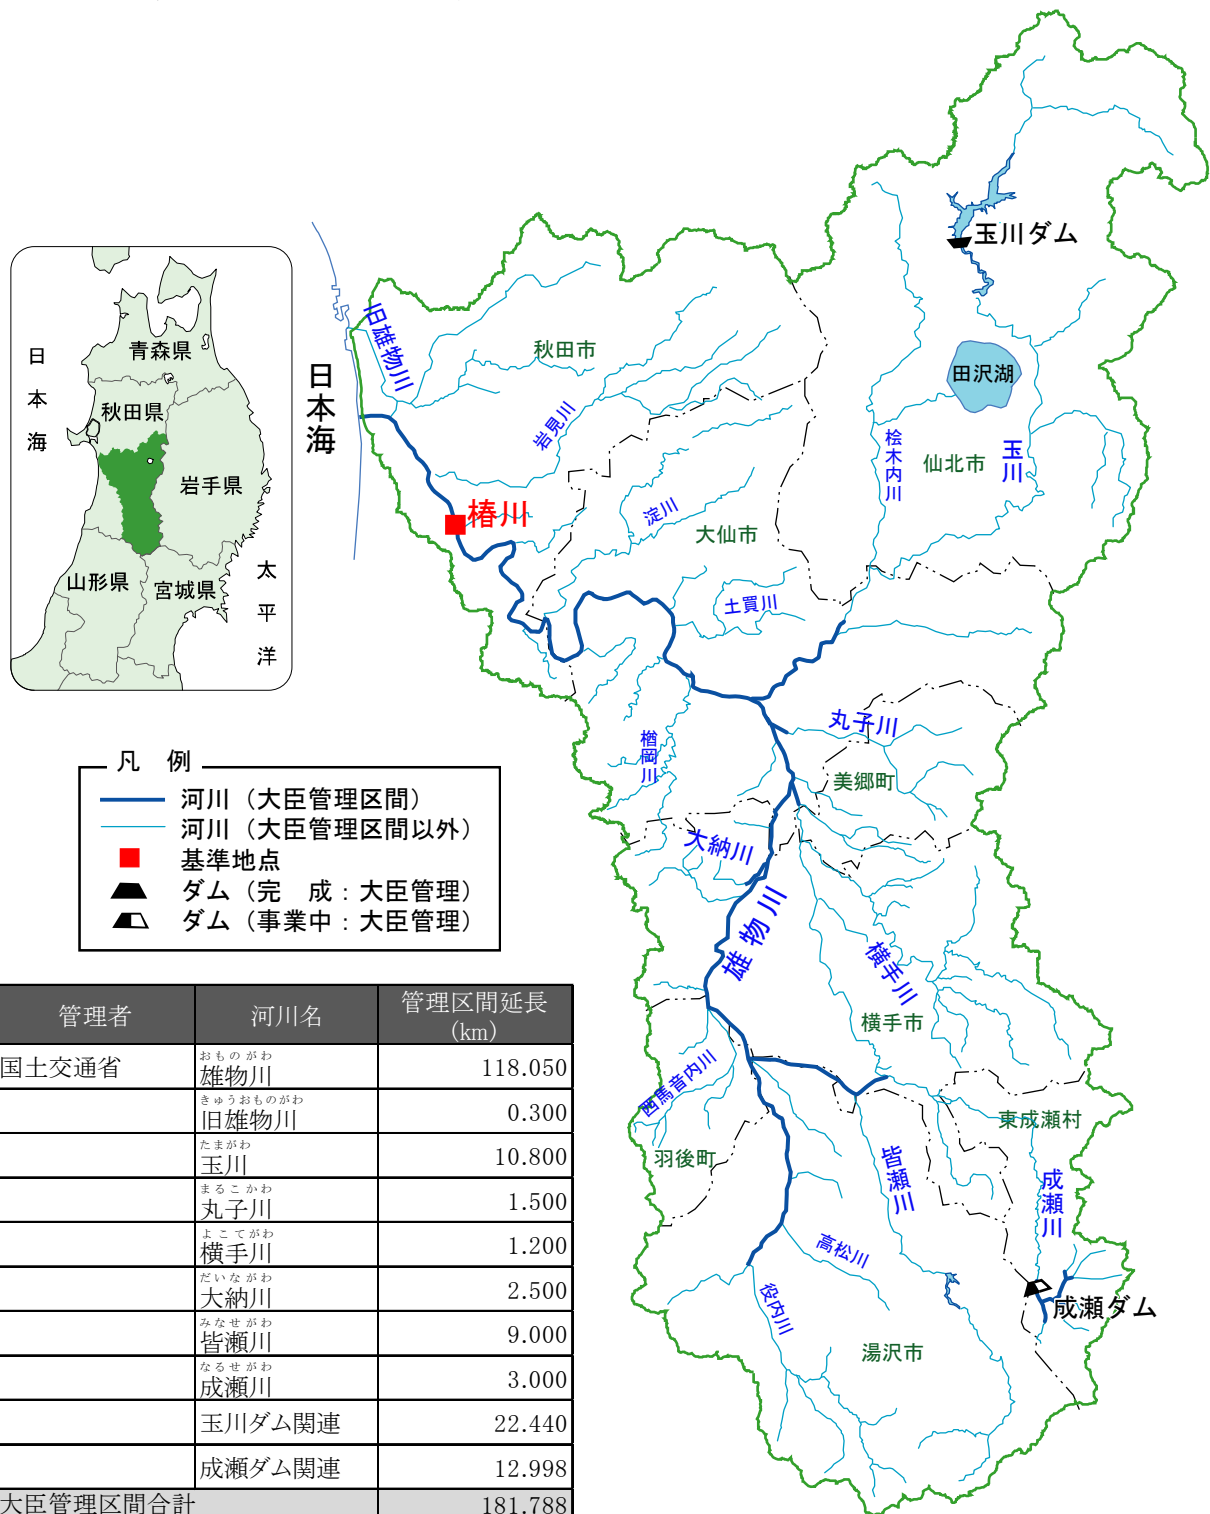 日本海
青森県
秋田県
岩手県
山形県
宮城県
太平洋
日本海
旧雄物川
秋田市
岩見川
椿川
淀川
大仙市
土買川
玉川ダム
田沢湖
桧木内川
仙北市
玉川
丸子川
美郷町
楢岡川
大納川
雄物川
横手川
横手市
西馬音内川
羽後町
皆瀬川
東成瀬村
成瀬川
高松川
役内川
成瀬ダム
湯沢市
凡 例
河川（大臣管理区間）
河川（大臣管理区間以外）
基準地点
ダム（完 成：大臣管理）
ダム（事業中：大臣管理）
管理者 河川名 管理区間延長
(km)
おものがわ
国土交通省 雄物川 118.050
きゅうおものがわ
旧雄物川 0.300
たまがわ
玉川 10.800
まるこかわ
丸子川 1.500
よこてがわ
横手川 1.200
だいながわ
大納川 2.500
みなせがわ
皆瀬川 9.000
なるせがわ
成瀬川 3.000
玉川ダム関連 22.440
成瀬ダム関連 12.998
大臣管理区間合計 181.788